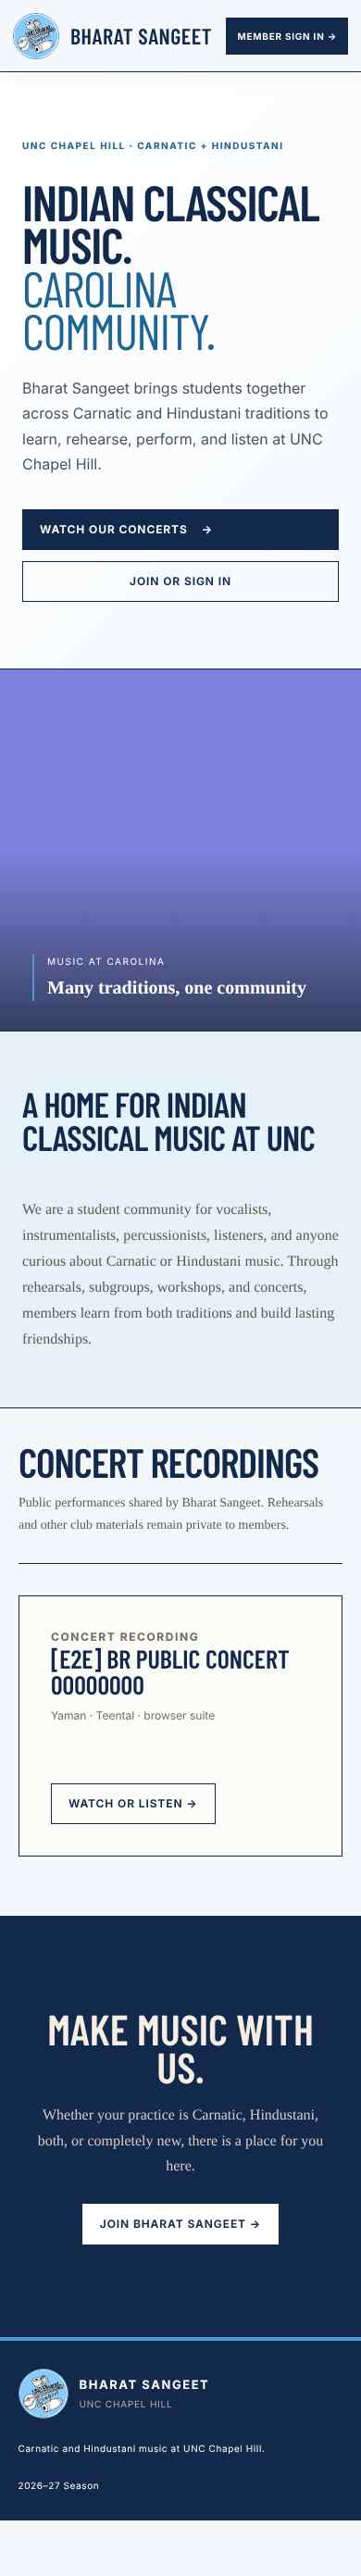 BHARAT SANGEET
MEMBER SIGN IN →
UNC CHAPEL HILL · CARNATIC + HINDUSTANI
INDIAN CLASSICAL
MUSIC.
CAROLINA
COMMUNITY.
Bharat Sangeet brings students together
across Carnatic and Hindustani traditions to
learn, rehearse, perform, and listen at UNC
Chapel Hill.
WATCH OUR CONCERTS →
JOIN OR SIGN IN
MUSIC AT CAROLINA
Many traditions, one community
A HOME FOR INDIAN
CLASSICAL MUSIC AT UNC
We are a student community for vocalists,
instrumentalists, percussionists, listeners, and anyone
curious about Carnatic or Hindustani music. Through
rehearsals, subgroups, workshops, and concerts,
members learn from both traditions and build lasting
friendships.
CONCERT RECORDINGS
Public performances shared by Bharat Sangeet. Rehearsals
and other club materials remain private to members.
CONCERT RECORDING
[E2E] BR PUBLIC CONCERT
00000000
Yaman · Teental · browser suite
WATCH OR LISTEN →
MAKE MUSIC WITH
US.
Whether your practice is Carnatic, Hindustani,
both, or completely new, there is a place for you
here.
JOIN BHARAT SANGEET →
BHARAT SANGEET
UNC CHAPEL HILL
Carnatic and Hindustani music at UNC Chapel Hill.
2026–27 Season